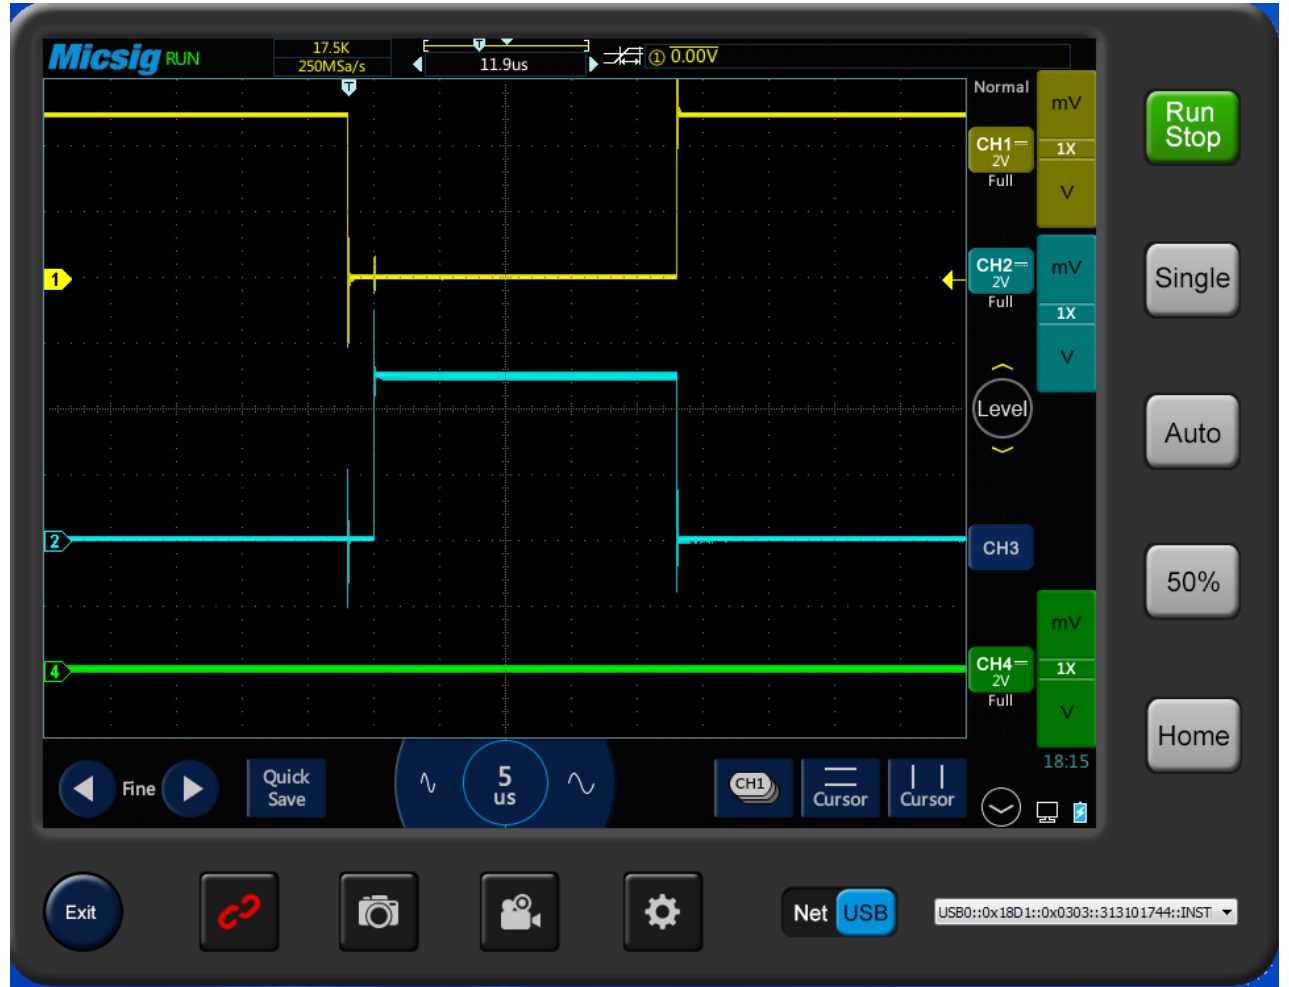 Micsig RUN
17.5K
250MSa/s
T
11.9us
1 0.00V
T
Normal
mV
CH1
1X
2V
Full
V
1
CH2
mV
2V
Full
1X
V
Level
2
CH3
mV
4
CH4
1X
2V
Full
V
18:15
Fine
Quick
Save
5
us
CH1
Cursor
Cursor
Run
Stop
Single
Auto
50%
Home
Exit
Net USB
USB0::0x18D1::0x0303::313101744::INST